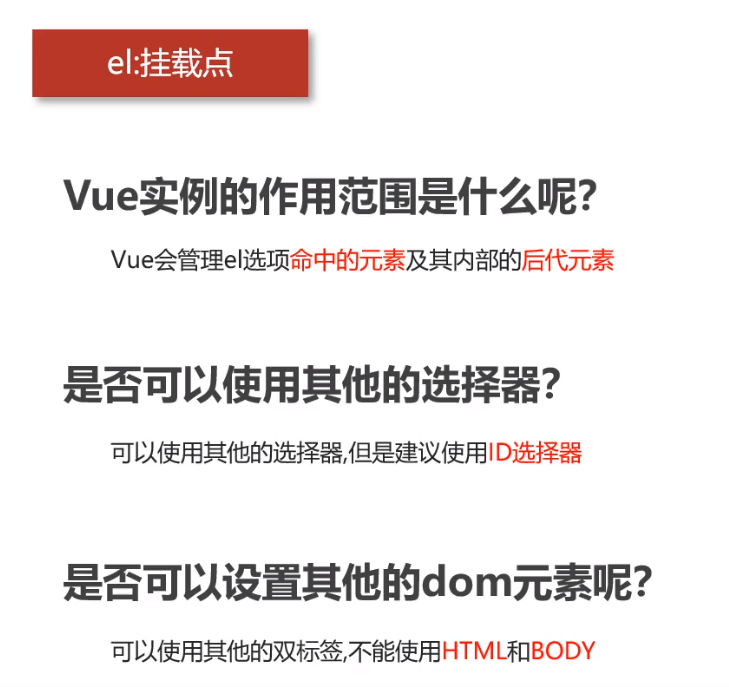 el:挂载点
Vue实例的作用范围是什么呢?
Vue会管理el选项命中的元素及其内部的后代元素
是否可以使用其他的选择器?
可以使用其他的选择器,但是建议使用ID选择器
是否可以设置其他的dom元素呢?
可以使用其他的双标签,不能使用HTML和BODY